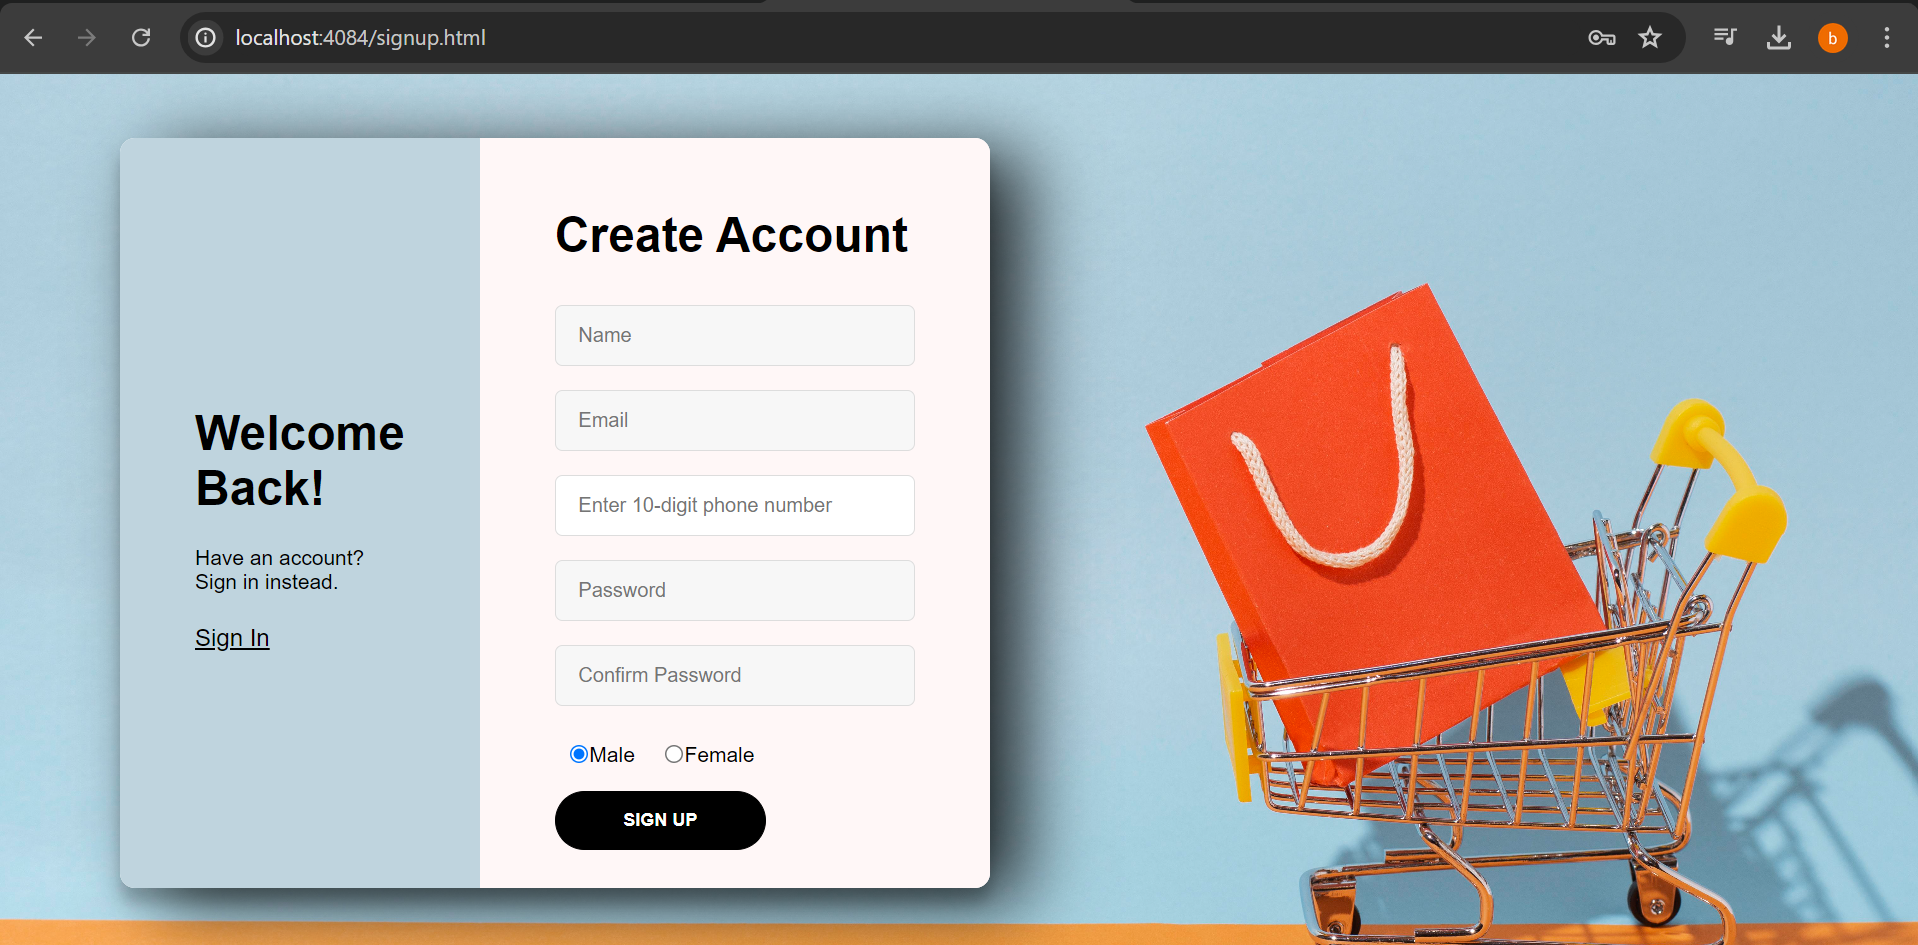 localhost:4084/signup.html
b
Welcome
Back!
Have an account?
Sign in instead.
Sign In
Create Account
Name
Email
Enter 10-digit phone number
Password
Confirm Password
Male Female
SIGN UP